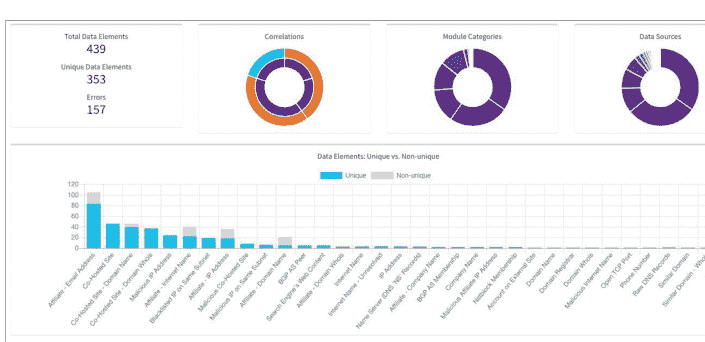 Total Data Elements
439
Unique Data Elements
353
Errors
157
Correlations
Module Categories
Data Sources
Data Elements: Unique vs. Non-unique
Unique
Non-unique
120
100
80
60
40
20
0
Affiliate - Email Address
Co-Hosted Site
Co-Hosted Site - Domain Name
Co-Hosted Site - Domain Whois
Malicious IP Address
Affiliate - Internet Name
Blacklisted IP on Same Subnet
Affiliate - IP Address
Malicious Co-Hosted Site
Malicious IP on Same Subnet
Affiliate - Domain Name
BGP AS Peer
Search Engine's Web Content
Affiliate - Domain Whois
Internet Name
Internet Name - Unresolved
IP Address
Name Server (DNS 'NS' Records)
Affiliate - Company Name
BGP AS Membership
Company Name
Malicious Affiliate IP Address
Netblock Membership
Account on External Site
Domain Name
Domain Registrar
Domain Whois
Malicious Internet Name
Open TCP Port
Phone Number
Raw DNS Records
Similar Domain
Similar Domain - Who